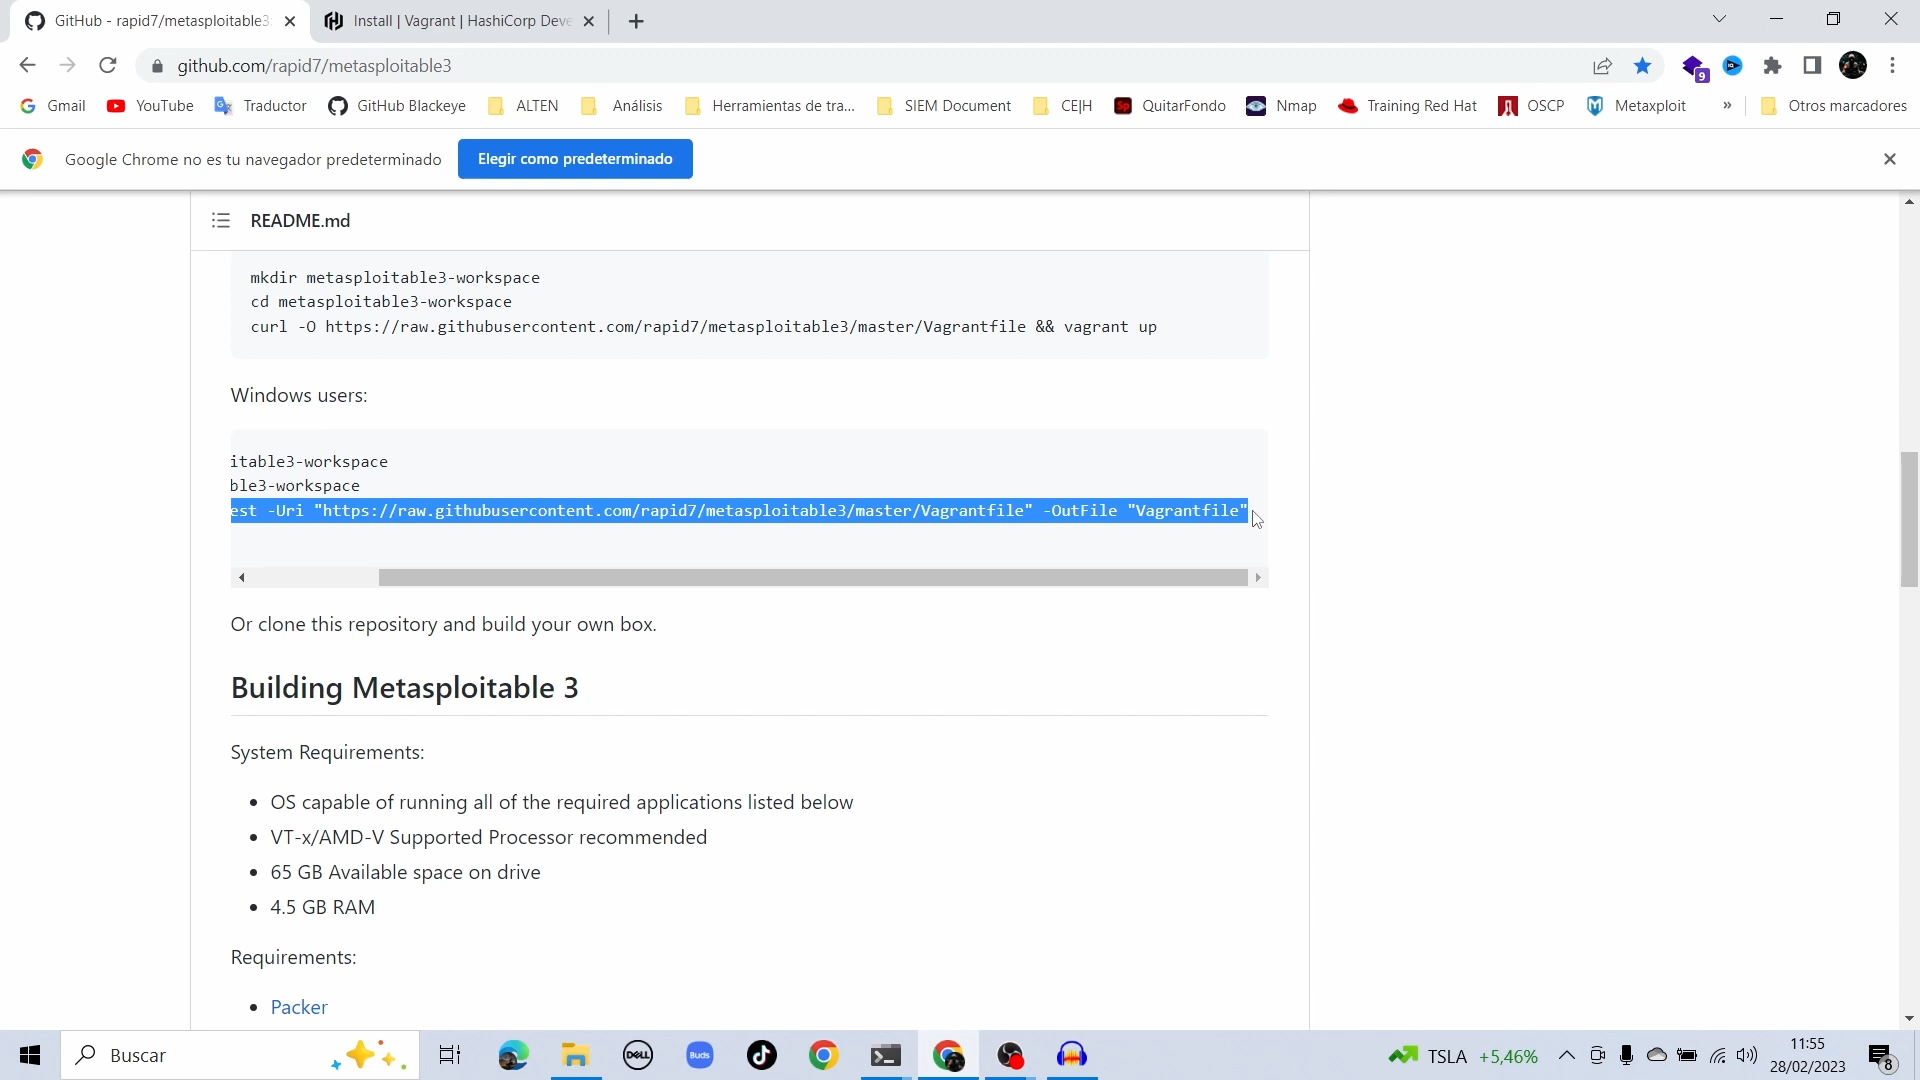 GitHub - rapid7/metasploitable3:
Install | Vagrant | HashiCorp Deve
github.com/rapid7/metasploitable3
9
Gmail
YouTube
Traductor
GitHub Blackeye
ALTEN
Análisis
Herramientas de tra...
SIEM Document
CE|H
QuitarFondo
Nmap
Training Red Hat
OSCP
Metaxploit
»
Otros marcadores
Google Chrome no es tu navegador predeterminado
Elegir como predeterminado
README.md
mkdir metasploitable3-workspace
cd metasploitable3-workspace
curl -O https://raw.githubusercontent.com/rapid7/metasploitable3/master/Vagrantfile && vagrant up
Windows users:
itable3-workspace
ble3-workspace
est -Uri "https://raw.githubusercontent.com/rapid7/metasploitable3/master/Vagrantfile" -OutFile "Vagrantfile"
Or clone this repository and build your own box.
Building Metasploitable 3
System Requirements:
• OS capable of running all of the required applications listed below
• VT-x/AMD-V Supported Processor recommended
• 65 GB Available space on drive
• 4.5 GB RAM
Requirements:
• Packer
Buscar
DELL
Buds
TSLA +5,46%
11:55
28/02/2023
8